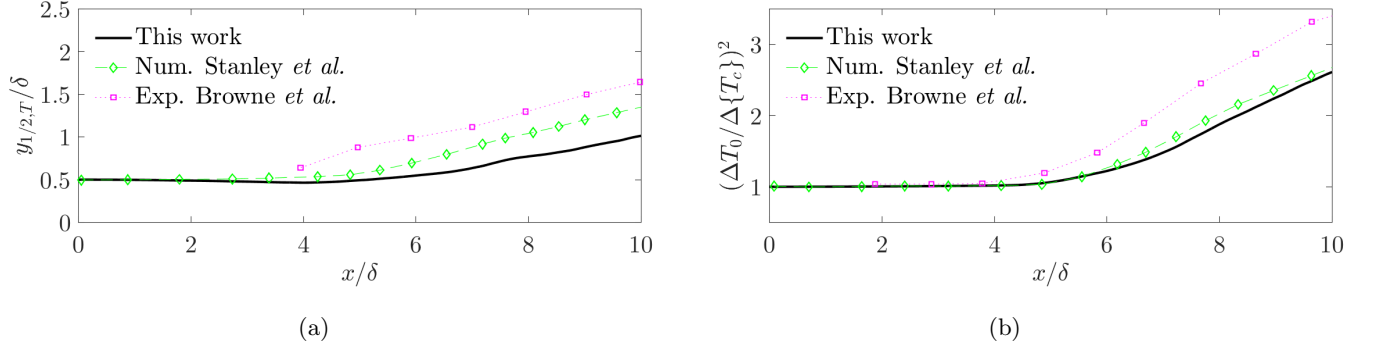 2.5
2
1.5
1
0.5
0
0
2
4
6
8
10
y1/2,T/δ
x/δ
This work
Num. Stanley et al.
Exp. Browne et al.
(a)
3
2
1
0
2
4
6
8
10
(ΔT0/Δ{Tc})2
x/δ
This work
Num. Stanley et al.
Exp. Browne et al.
(b)